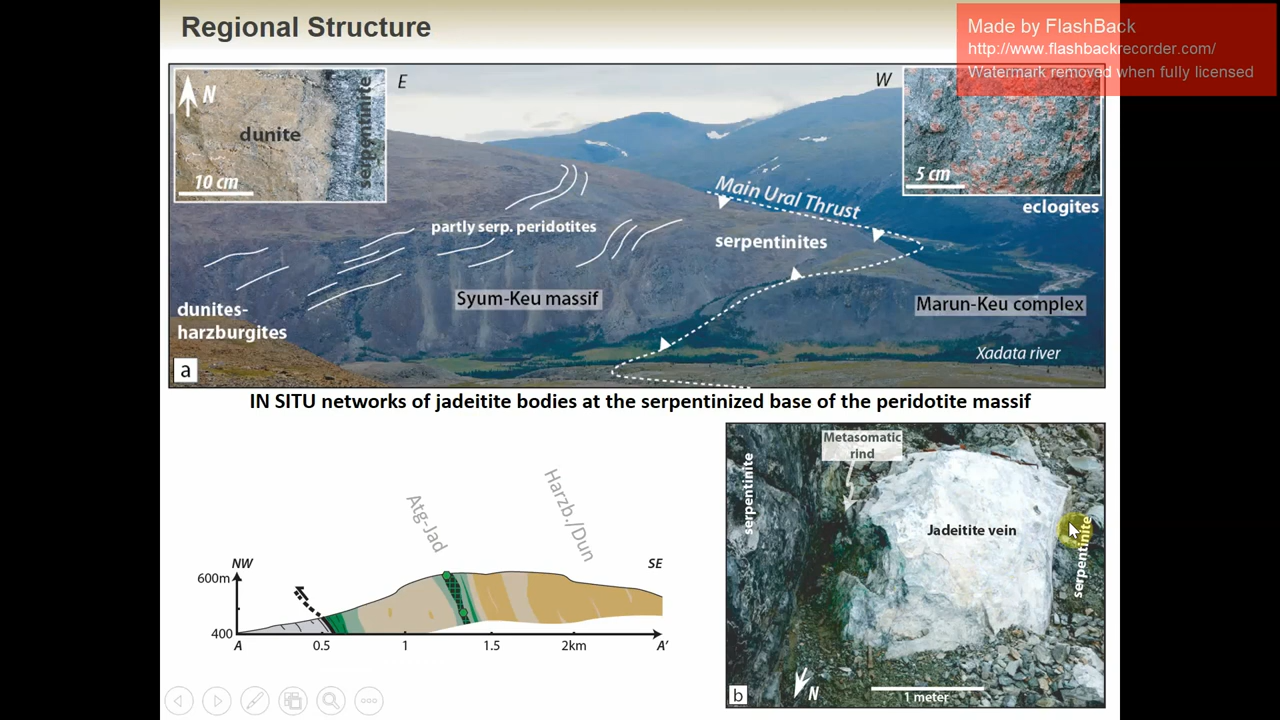 Regional Structure
Made by FlashBack
http://www.flashbackrecorder.com/
Watermark removed when fully licensed
N
dunite
serpentinite
10 cm
E
W
5 cm
eclogites
Main Ural Thrust
partly serp. peridotites
serpentinites
Syum-Keu massif
Marun-Keu complex
dunites-
harzburgites
Xadata river
a
IN SITU networks of jadeitite bodies at the serpentinized base of the peridotite massif
Atg-Jad
Harzb./Dun
NW
SE
600m
400
A
0.5
1
1.5
2km
A'
Metasomatic
rind
serpentinite
Jadeitite vein
serpentinite
b
N
1 meter